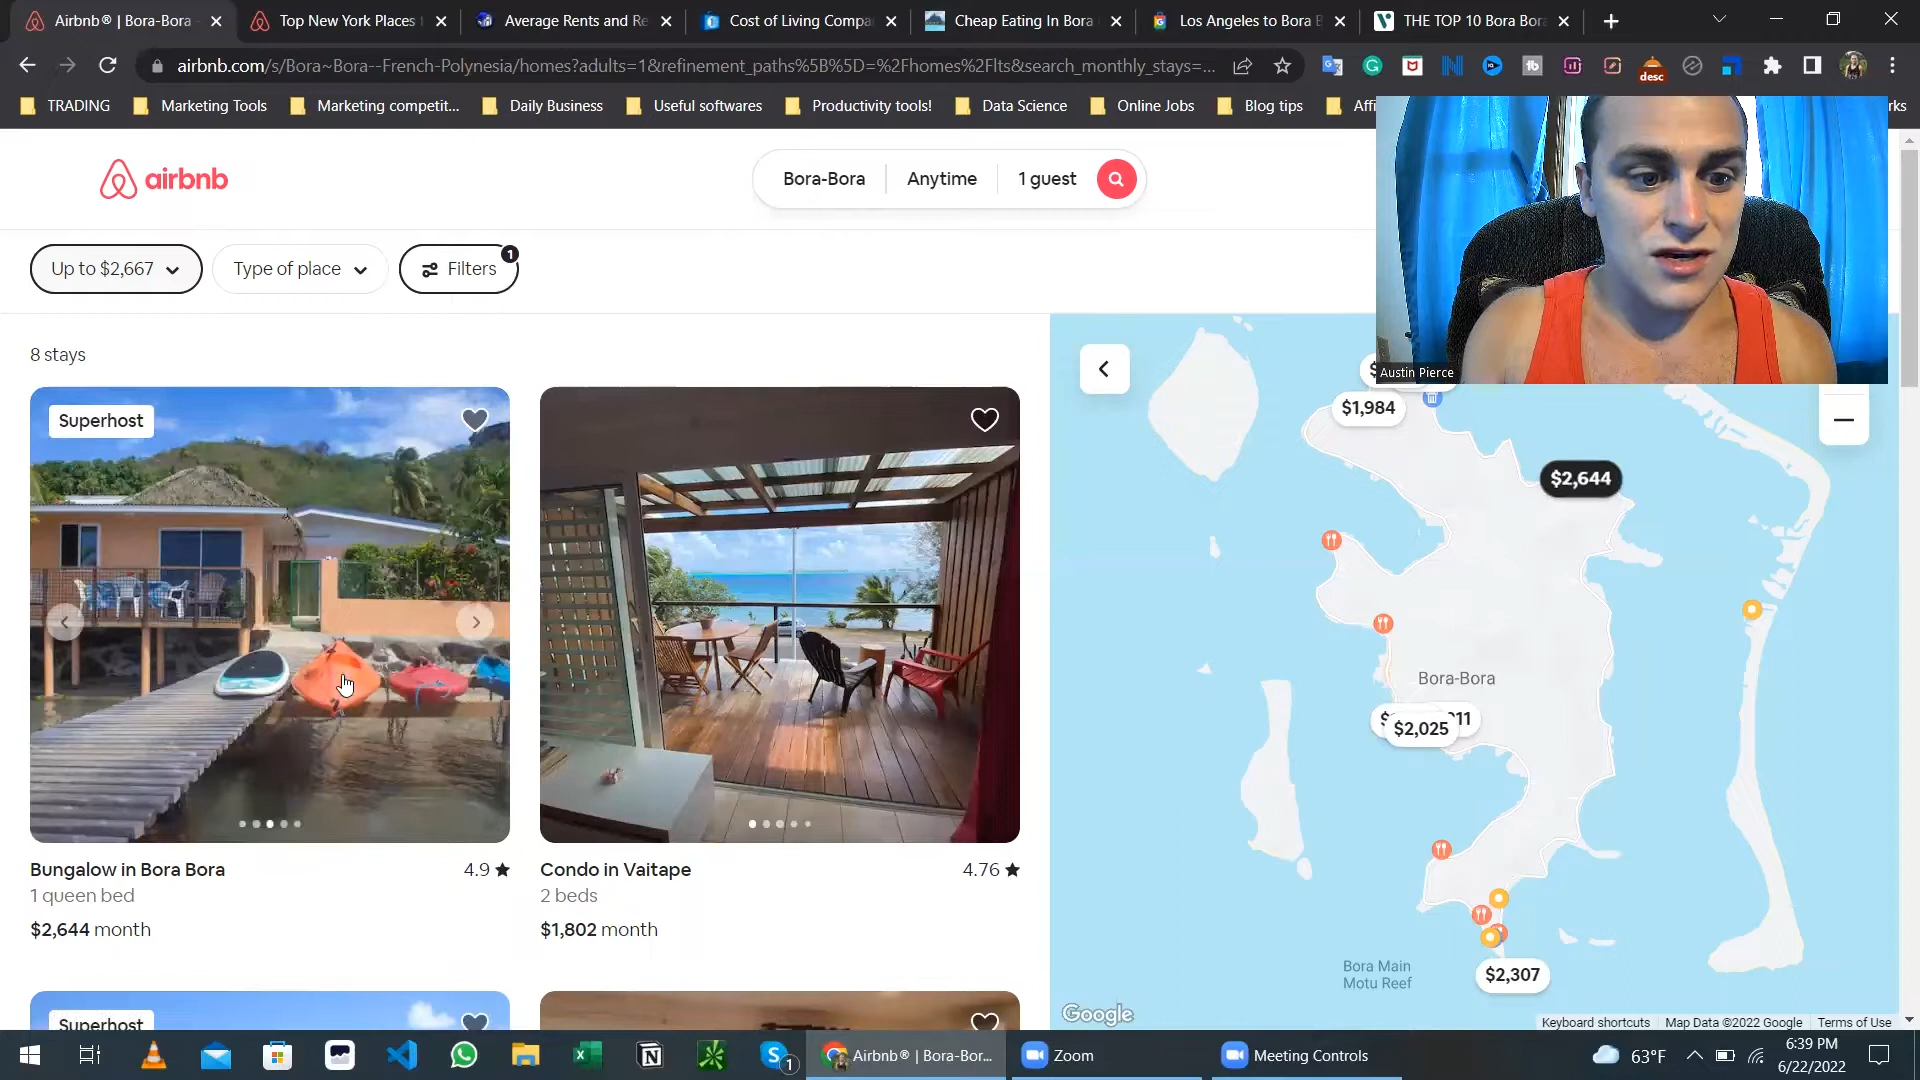 Airbnb® | Bora-Bora
Top New York Places
Average Rents and Re
Cost of Living Compa
Cheap Eating In Bora
Los Angeles to Bora B
THE TOP 10 Bora Bor
airbnb.com/s/Bora~Bora--French-Polynesia/homes?adults=1&refinement_paths%5B%5D=%2Fhomes%2Flts&search_monthly_stays=...
desc
TRADING
Marketing Tools
Marketing competit...
Daily Business
Useful softwares
Productivity tools!
Data Science
Online Jobs
Blog tips
Affi
rks
airbnb
Bora-Bora
Anytime
1 guest
Up to $2,667
Type of place
Filters
1
Austin Pierce
8 stays
Superhost
Bungalow in Bora Bora
4.9 ★
1 queen bed
$2,644 month
Condo in Vaitape
4.76 ★
2 beds
$1,802 month
Superhost
$1,984
$2,644
Bora-Bora
$2,025
$2,307
Bora Main
Motu Reef
Google
Keyboard shortcuts
Map Data ©2022 Google
Terms of Use
1
Airbnb® | Bora-Bor...
Zoom
Meeting Controls
63°F
6:39 PM
6/22/2022